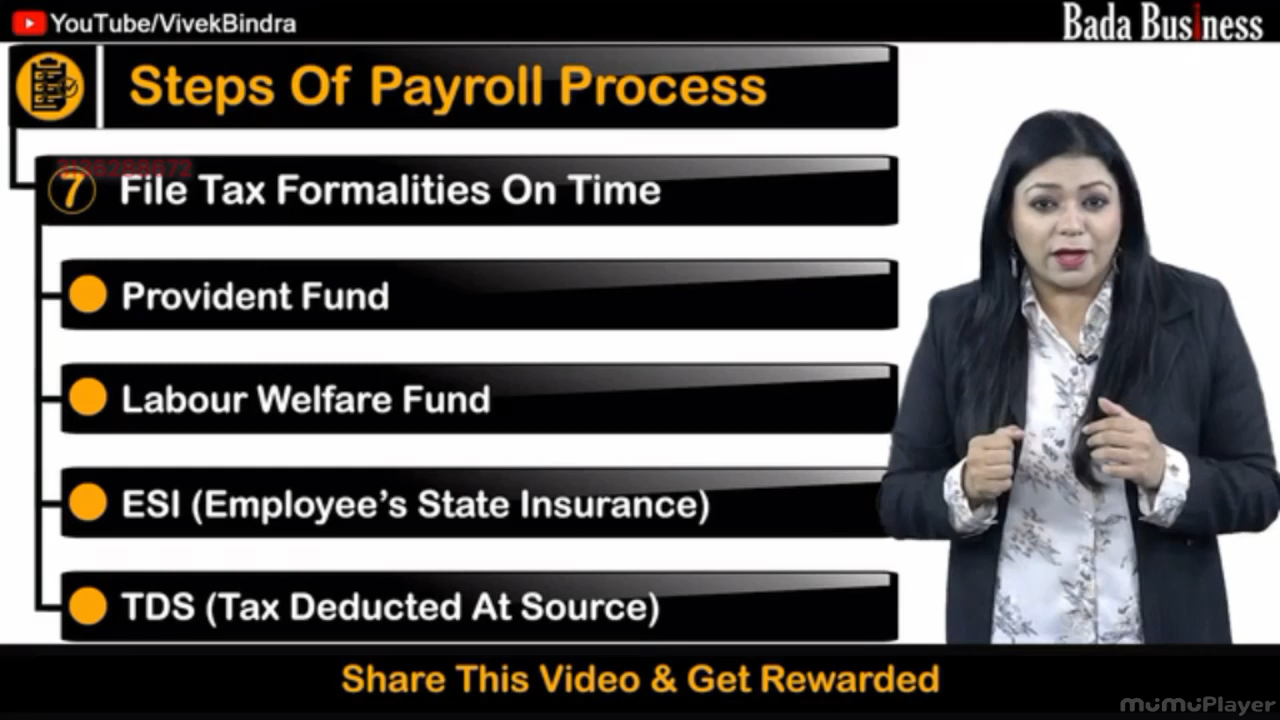 YouTube/VivekBindra
Bada Business
Steps Of Payroll Process
7 File Tax Formalities On Time
Provident Fund
Labour Welfare Fund
ESI (Employee’s State Insurance)
TDS (Tax Deducted At Source)
Share This Video & Get Rewarded
MuMuPlayer